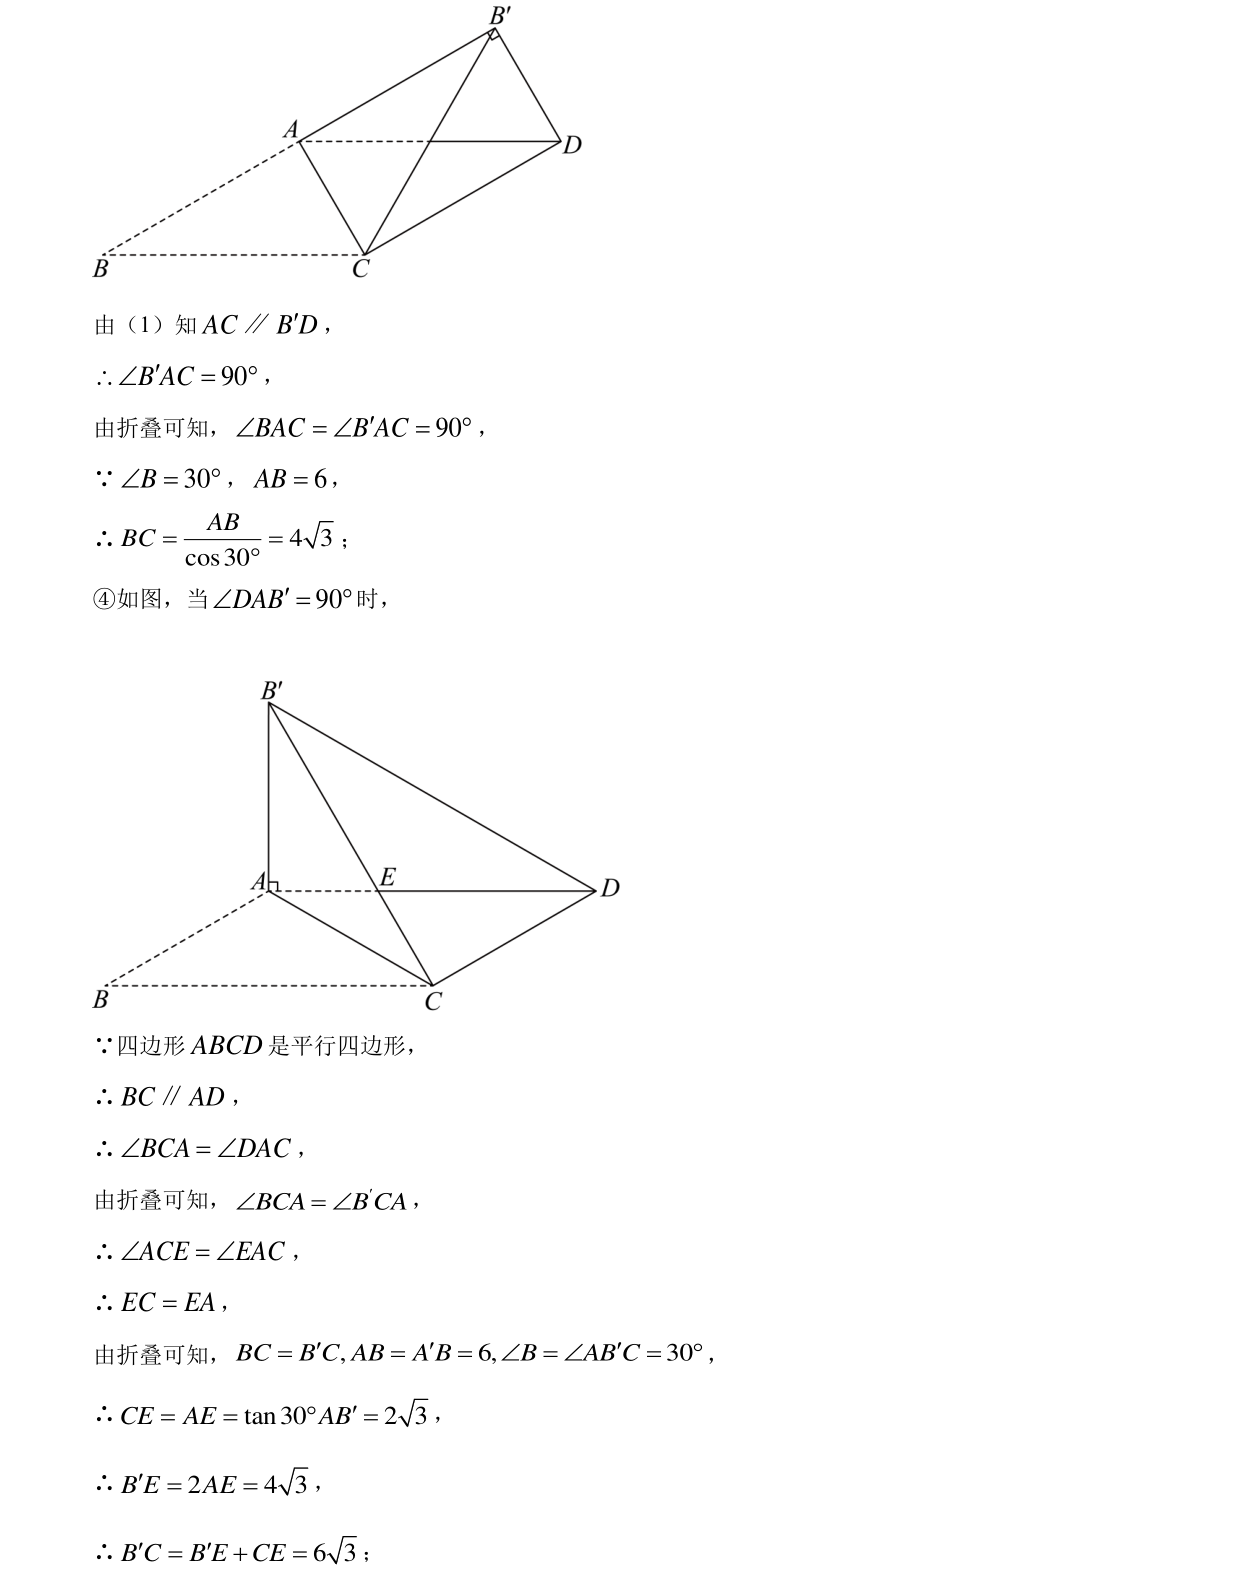 B′
A
D
B
C
由（1）知 AC ∥ B′D，
∴∠B′AC = 90°，
由折叠可知，∠BAC = ∠B′AC = 90°，
∵ ∠B = 30°，AB = 6，
∴ BC = AB/cos30° = 4√3；
④如图，当∠DAB′ = 90°时，
B′
A
E
D
B
C
∵四边形 ABCD 是平行四边形，
∴ BC ∥ AD，
∴ ∠BCA = ∠DAC，
由折叠可知，∠BCA = ∠B′CA，
∴ ∠ACE = ∠EAC，
∴ EC = EA，
由折叠可知，BC = B′C, AB = A′B = 6, ∠B = ∠AB′C = 30°，
∴ CE = AE = tan30°AB′ = 2√3，
∴ B′E = 2AE = 4√3，
∴ B′C = B′E + CE = 6√3；